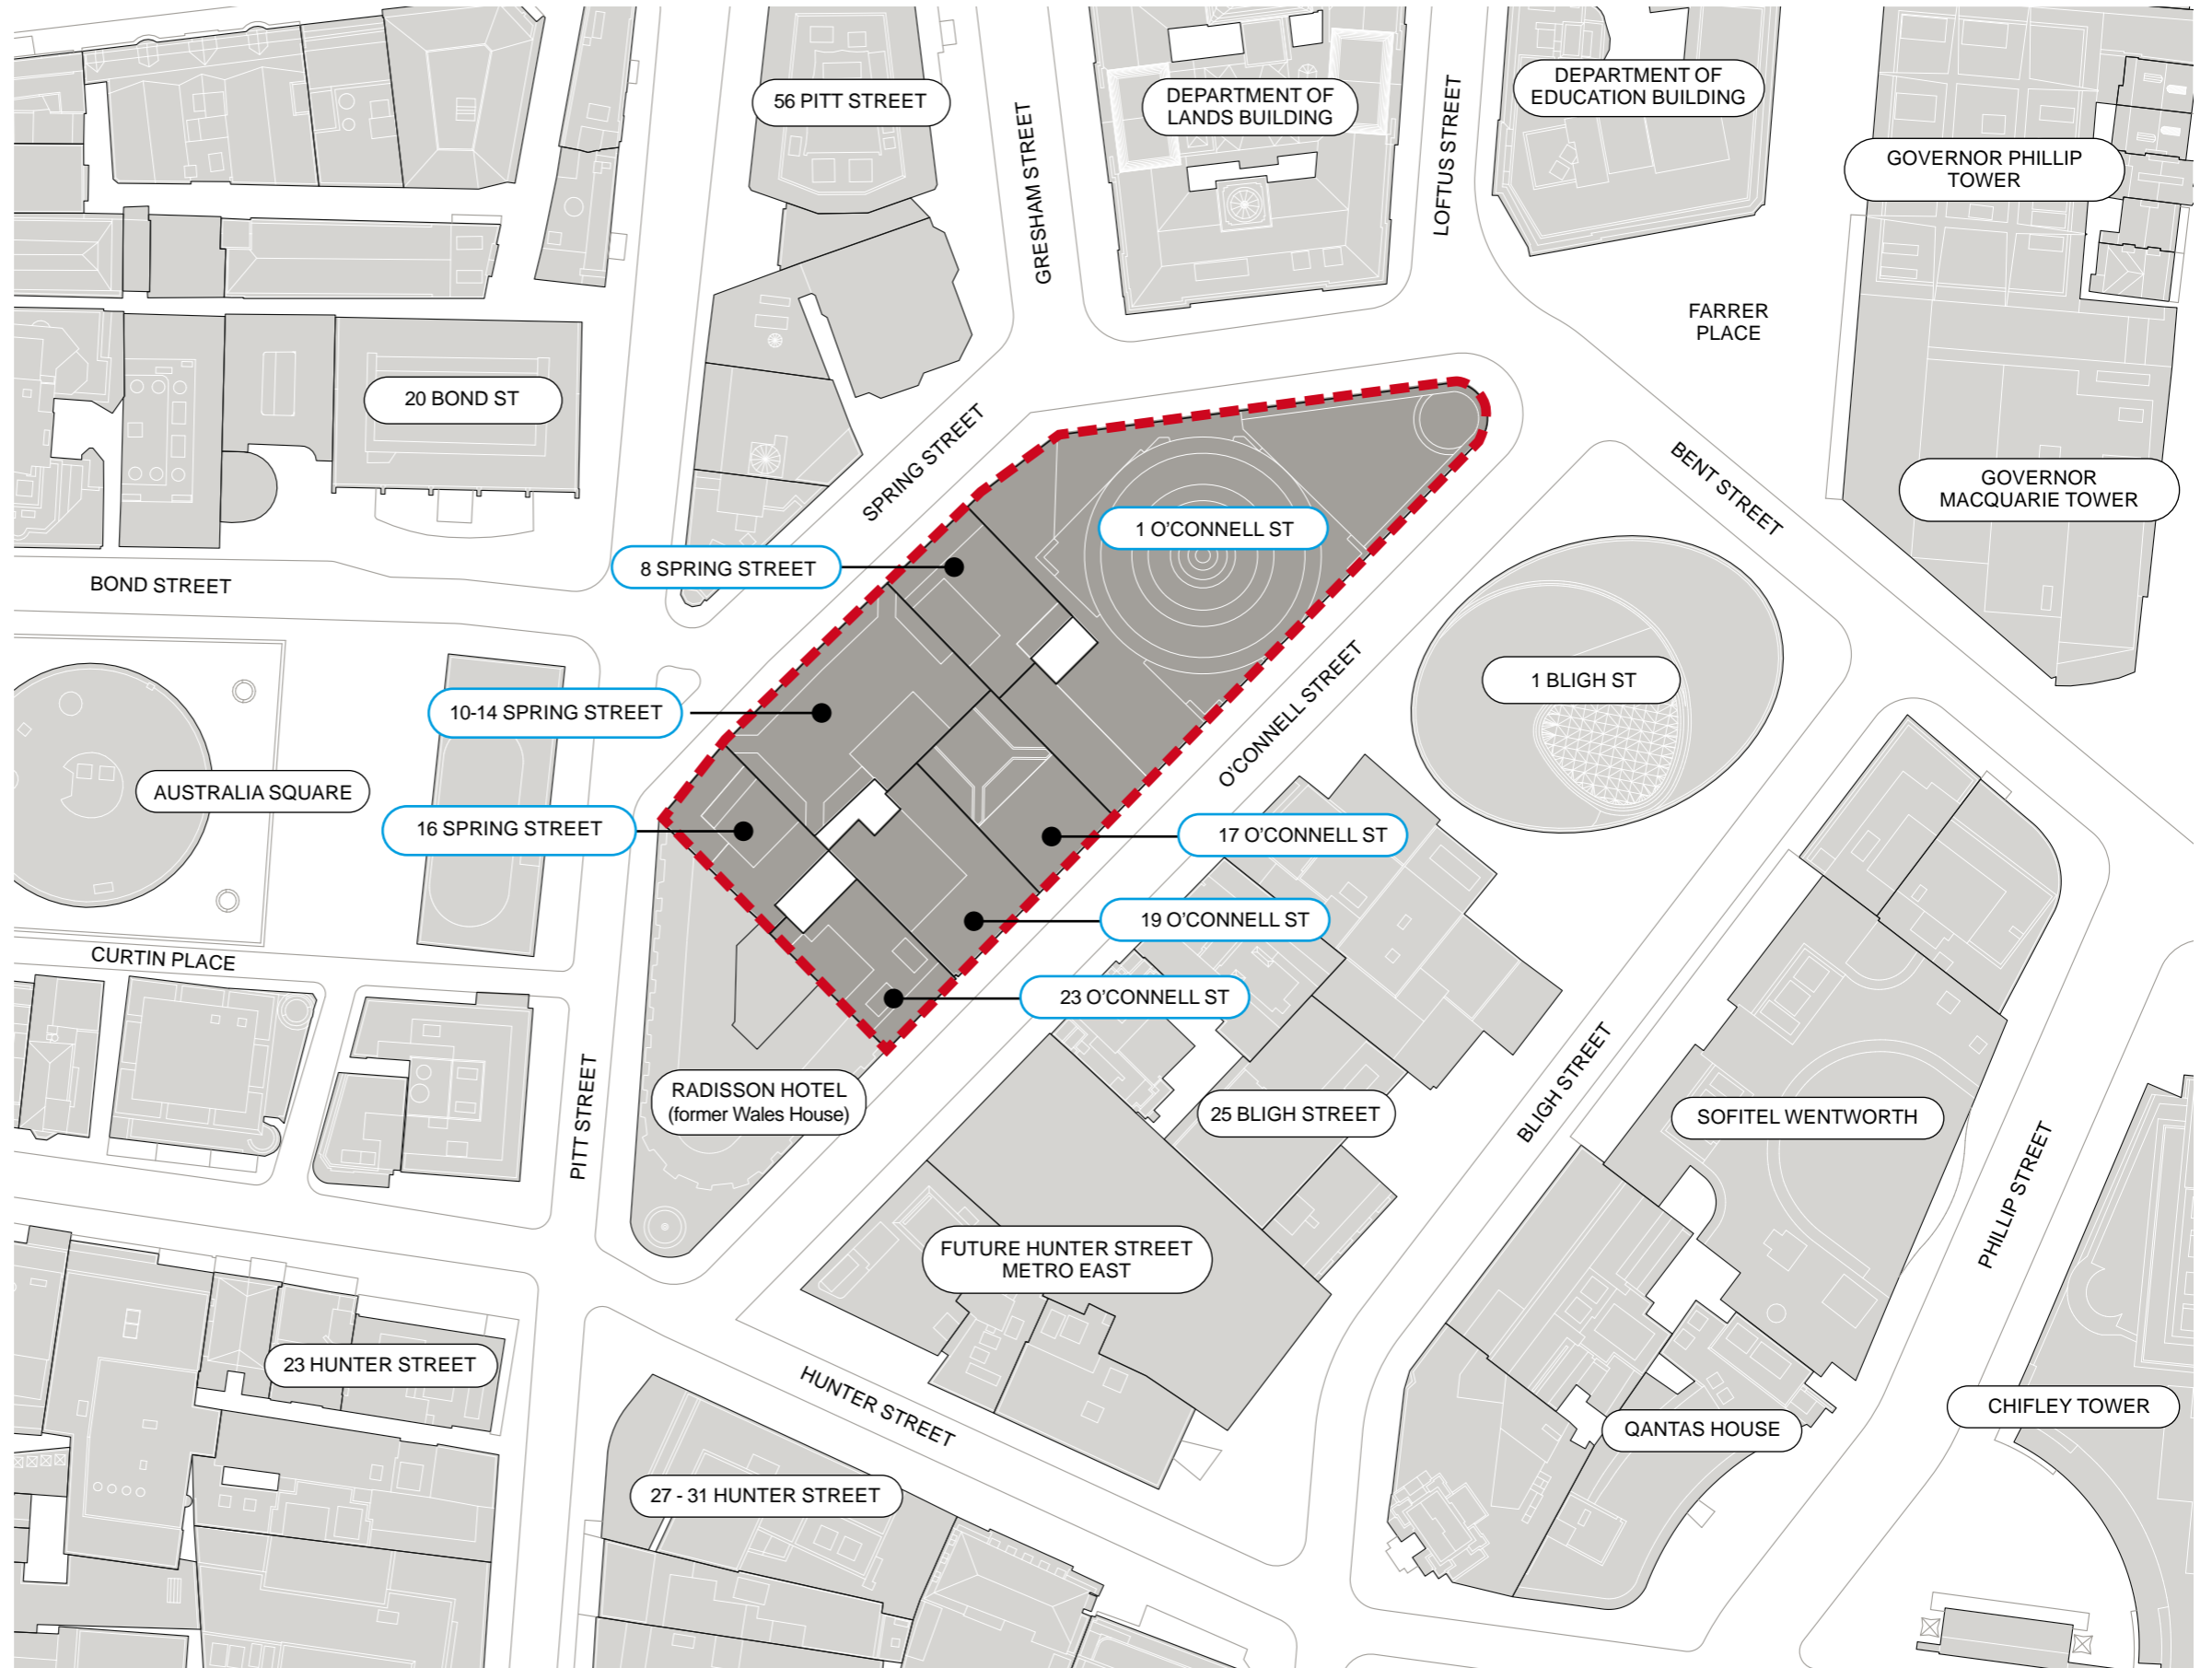 56 PITT STREET
GRESHAM STREET
DEPARTMENT OF
LANDS BUILDING
LOFTUS STREET
DEPARTMENT OF
EDUCATION BUILDING
GOVERNOR PHILLIP
TOWER
FARRER
PLACE
20 BOND ST
SPRING STREET
BENT STREET
GOVERNOR
MACQUARIE TOWER
1 O'CONNELL ST
8 SPRING STREET
BOND STREET
1 BLIGH ST
10-14 SPRING STREET
O'CONNELL STREET
AUSTRALIA SQUARE
16 SPRING STREET
17 O'CONNELL ST
19 O'CONNELL ST
CURTIN PLACE
23 O'CONNELL ST
RADISSON HOTEL
(former Wales House)
PITT STREET
25 BLIGH STREET
BLIGH STREET
SOFITEL WENTWORTH
PHILLIP STREET
FUTURE HUNTER STREET
METRO EAST
23 HUNTER STREET
HUNTER STREET
CHIFLEY TOWER
QANTAS HOUSE
27 - 31 HUNTER STREET